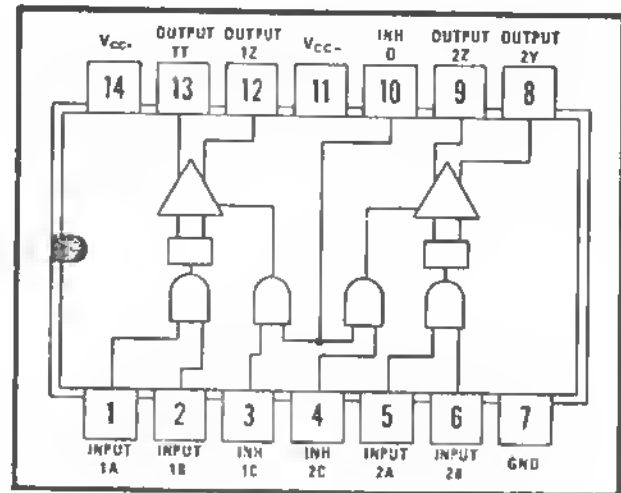 VCC+
14
OUTPUT
1Y
13
OUTPUT
1Z
12
VCC-
11
INH
D
10
OUTPUT
2Z
9
OUTPUT
2Y
8
1
INPUT
1A
2
INPUT
1B
3
INH
1C
4
INH
2C
5
INPUT
2A
6
INPUT
2B
7
GND